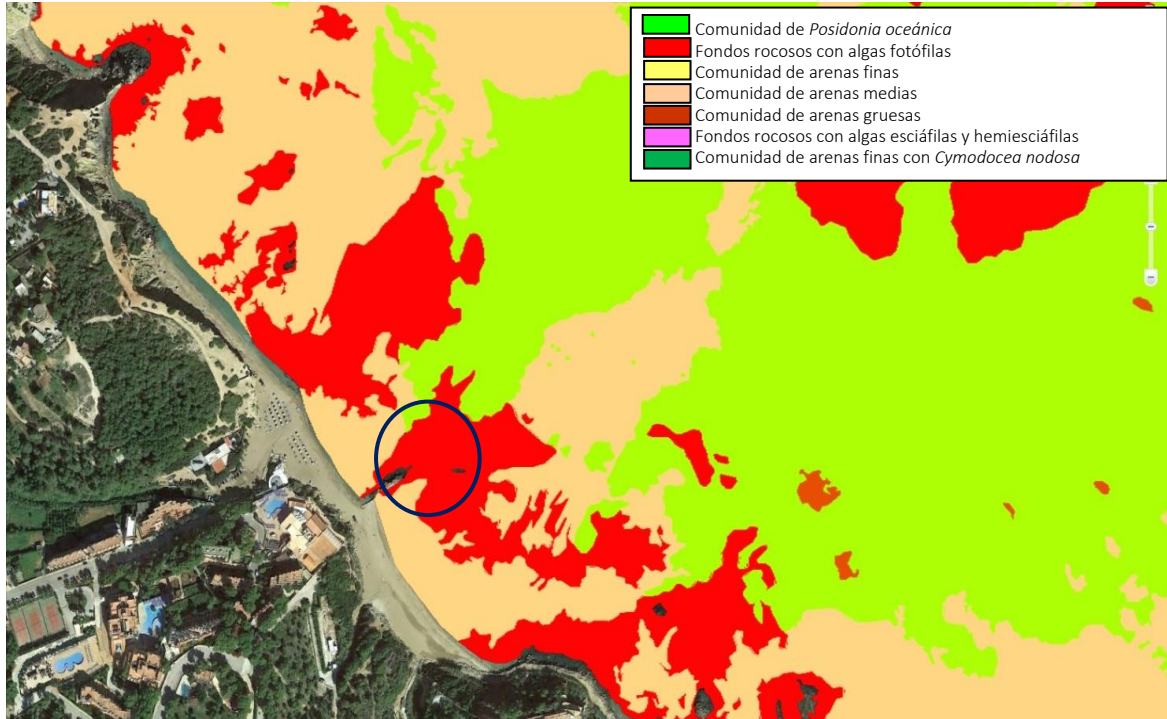 Comunidad de Posidonia oceánica
Fondos rocosos con algas fotófilas
Comunidad de arenas finas
Comunidad de arenas medias
Comunidad de arenas gruesas
Fondos rocosos con algas esciáfilas y hemiesciáfilas
Comunidad de arenas finas con Cymodocea nodosa